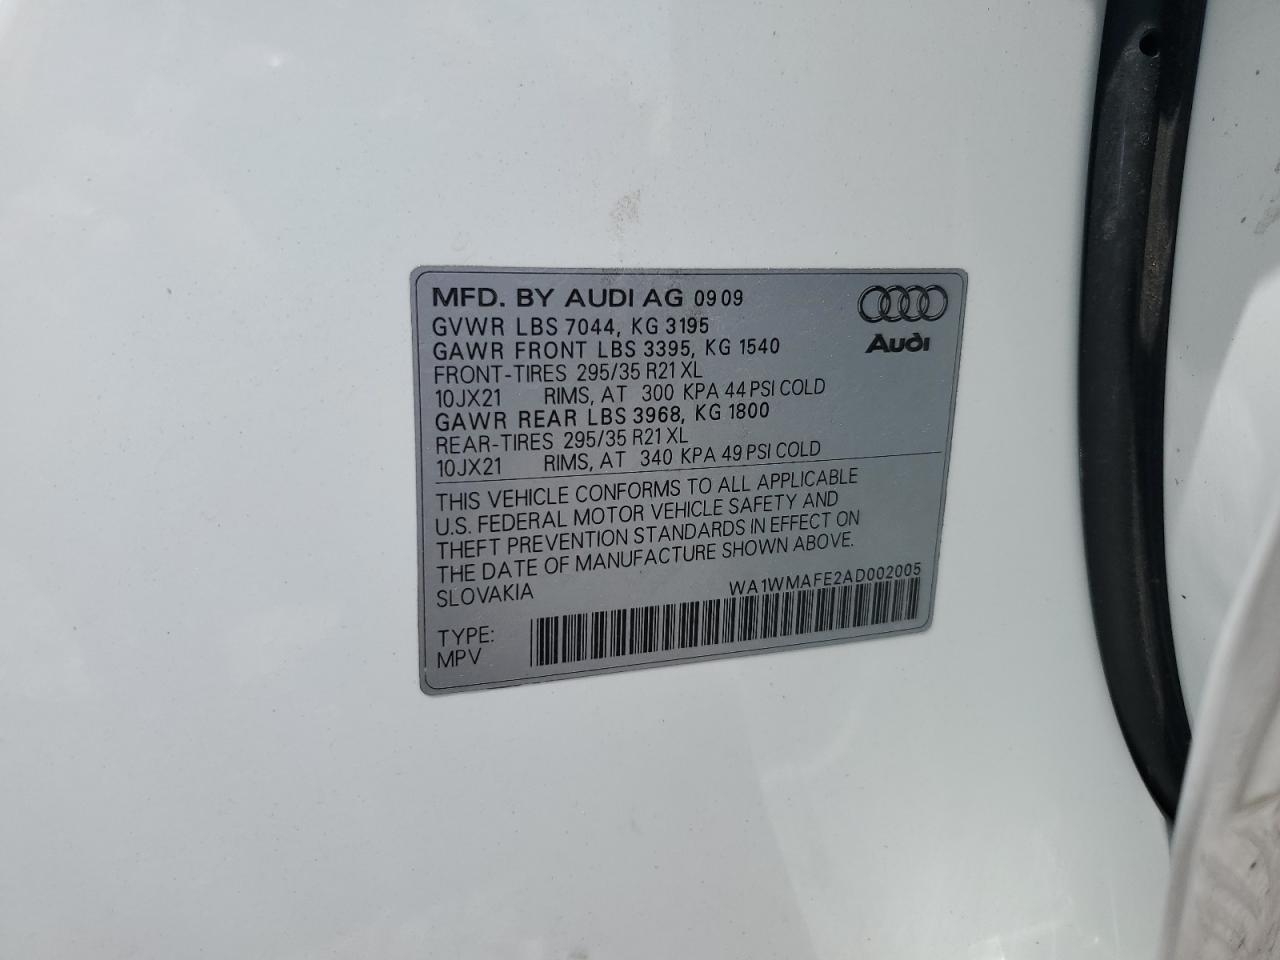 MFD. BY AUDI AG 09 09
GVWR LBS 7044, KG 3195
GAWR FRONT LBS 3395, KG 1540
FRONT-TIRES 295/35 R21 XL
10JX21 RIMS, AT 300 KPA 44 PSI COLD
GAWR REAR LBS 3968, KG 1800
REAR-TIRES 295/35 R21 XL
10JX21 RIMS, AT 340 KPA 49 PSI COLD
Audi
THIS VEHICLE CONFORMS TO ALL APPLICABLE
U.S. FEDERAL MOTOR VEHICLE SAFETY AND
THEFT PREVENTION STANDARDS IN EFFECT ON
THE DATE OF MANUFACTURE SHOWN ABOVE.
SLOVAKIA WA1WMAFE2AD002005
TYPE:
MPV